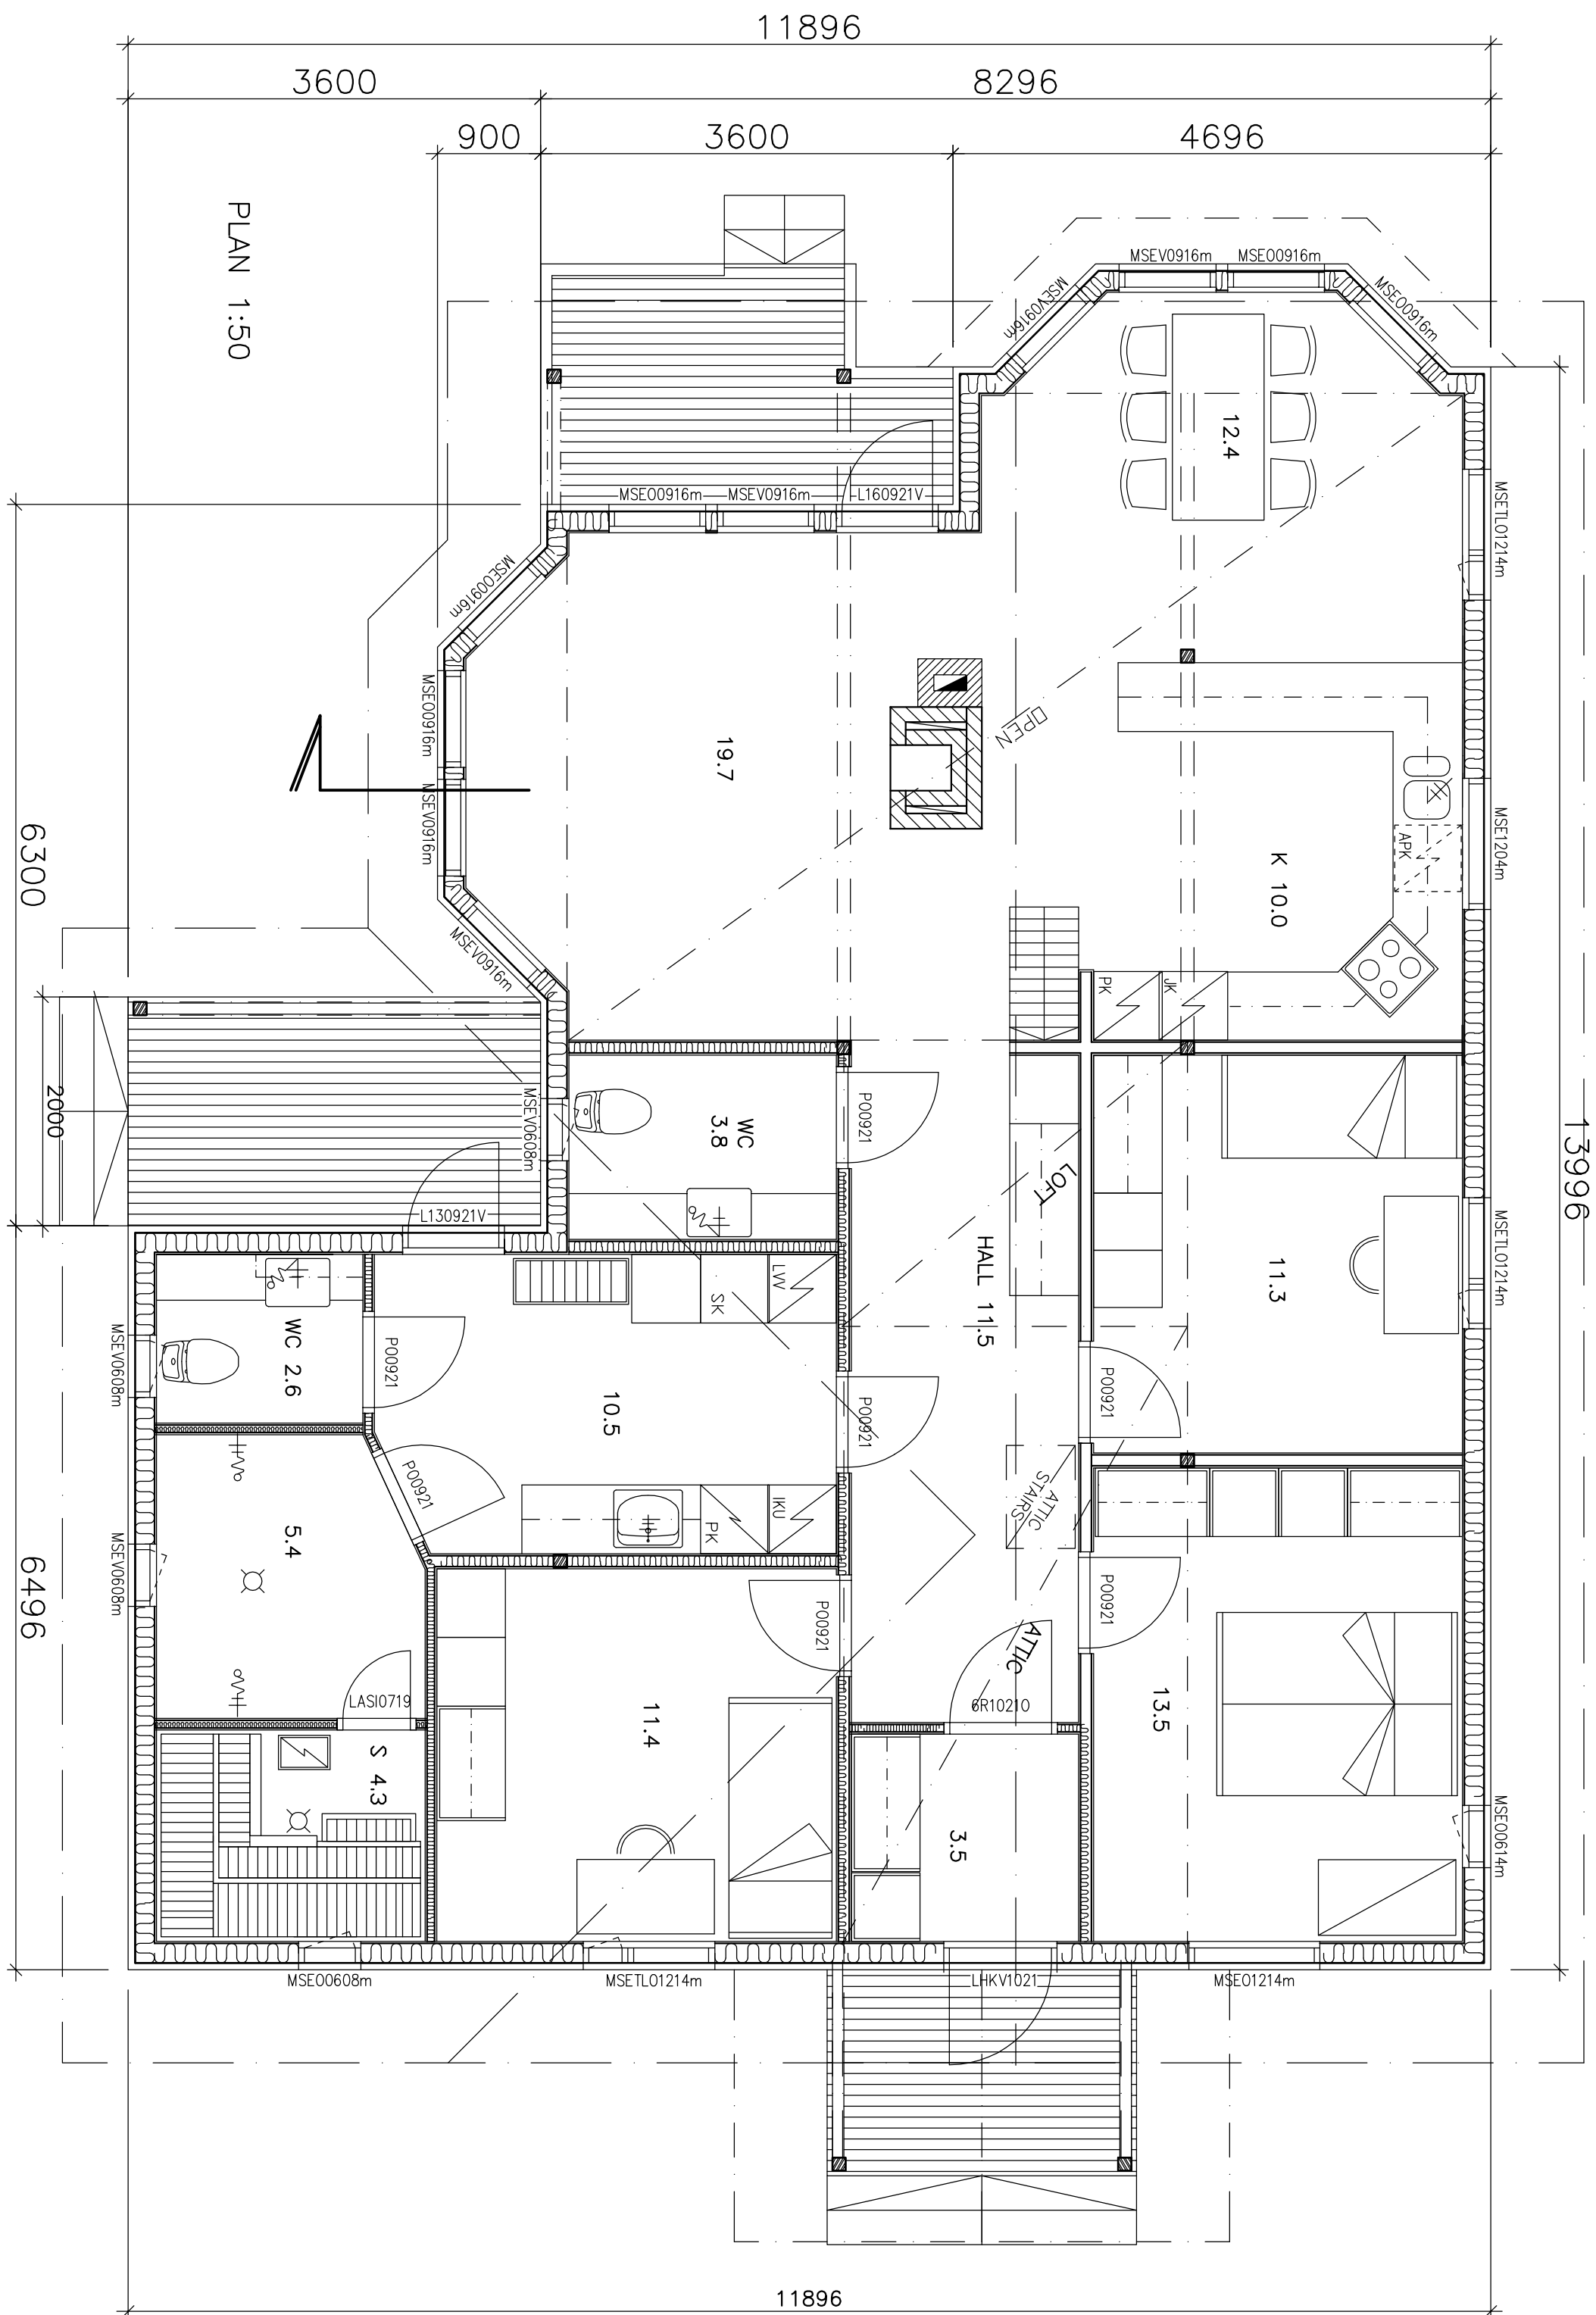 11896
3600
8296
900
3600
4696
PLAN 1:50
MSEV0916m
MSEO0916m
MSEV0916m
MSEO0916m
12.4
MSETLO1214m
MSEO0916m
MSEV0916m
L160921V
MSEO0916m
MSEO0916m
MSEV0916m
MSEV0916m
19.7
OPEN
K 10.0
APK
MSE1204m
PK
JK
6300
13996
2000
MSEV0608m
WC
3.8
P00921
LOFT
HALL 11.5
11.3
MSETLO1214m
L130921V
LVV
SK
WC 2.6
P00921
MSEV0608m
10.5
P00921
P00921
ATTIC
STAIRS
P00921
5.4
MSEV0608m
PK
IKU
P00921
P00921
ATTIC
6R1021O
LASI0719
S 4.3
11.4
3.5
13.5
MSEO0614m
6496
MSEO0608m
MSETLO1214m
LHKV1021
MSEO1214m
11896